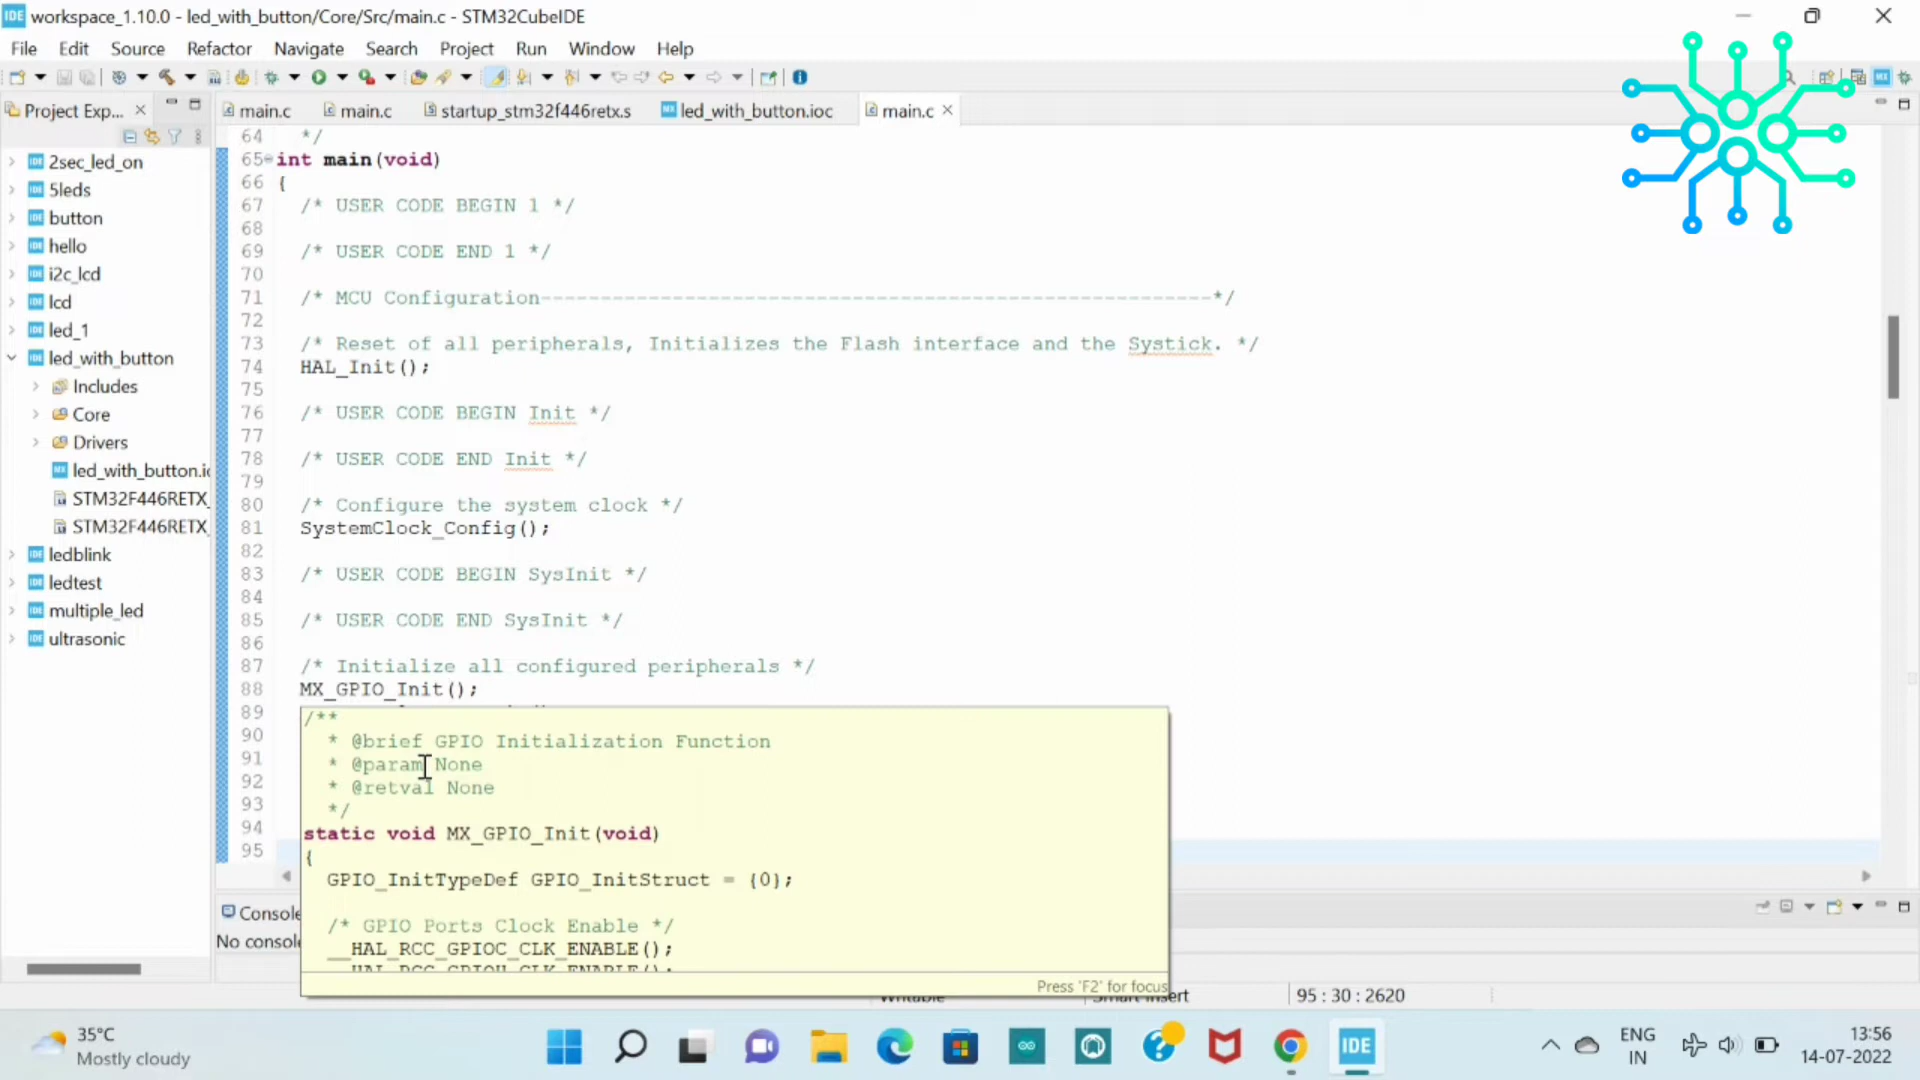 IDE workspace_1.10.0 - led_with_button/Core/Src/main.c - STM32CubeIDE
File Edit Source Refactor Navigate Search Project Run Window Help
Project Exp...
main.c main.c startup_stm32f446retx.s led_with_button.ioc main.c
2sec_led_on
5leds
button
hello
i2c_lcd
lcd
led_1
led_with_button
Includes
Core
Drivers
led_with_button.io
STM32F446RETX_
STM32F446RETX_
ledblink
ledtest
multiple_led
ultrasonic
64 */
65 int main(void)
66 {
67 /* USER CODE BEGIN 1 */
68
69 /* USER CODE END 1 */
70
71 /* MCU Configuration--------------------------------------------------------*/
72
73 /* Reset of all peripherals, Initializes the Flash interface and the Systick. */
74 HAL_Init();
75
76 /* USER CODE BEGIN Init */
77
78 /* USER CODE END Init */
79
80 /* Configure the system clock */
81 SystemClock_Config();
82
83 /* USER CODE BEGIN SysInit */
84
85 /* USER CODE END SysInit */
86
87 /* Initialize all configured peripherals */
88 MX_GPIO_Init();
89
90
91
92
93
94
95
/**
* @brief GPIO Initialization Function
* @param None
* @retval None
*/
static void MX_GPIO_Init(void)
{
GPIO_InitTypeDef GPIO_InitStruct = {0};
/* GPIO Ports Clock Enable */
__HAL_RCC_GPIOC_CLK_ENABLE();
__HAL_RCC_GPIOH_CLK_ENABLE();
Press 'F2' for focus
Console
No console
Writable Smart Insert 95 : 30 : 2620
35°C
Mostly cloudy
IDE
ENG
IN
13:56
14-07-2022